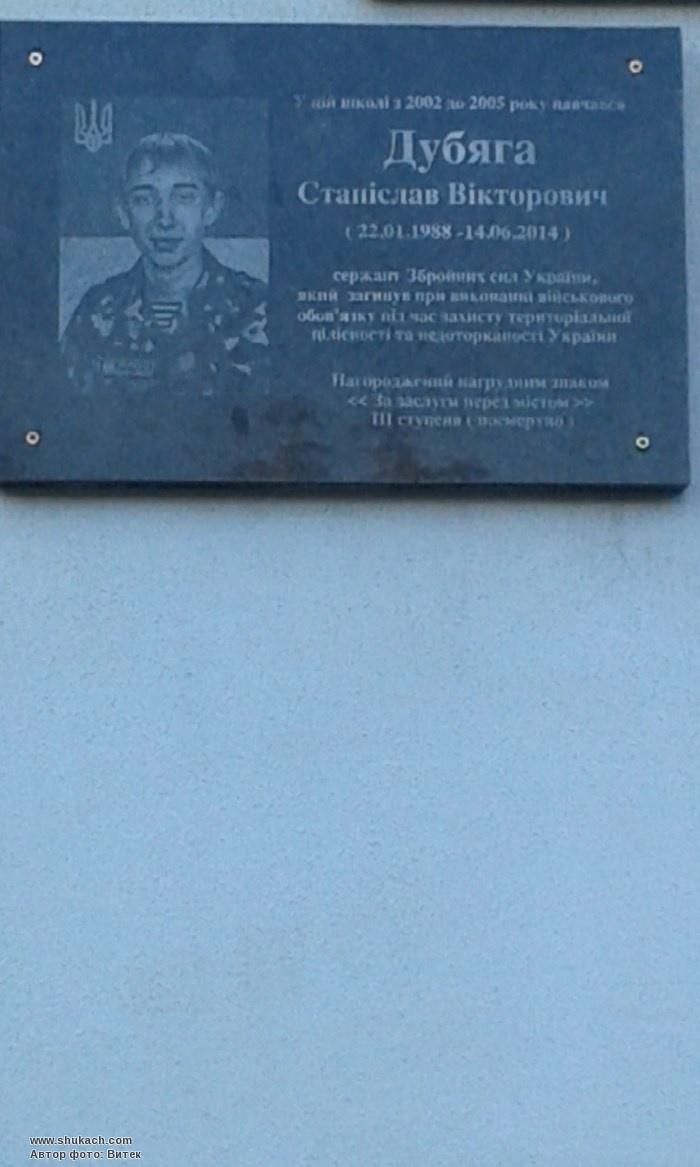 У цій школі з 2002 до 2005 року навчався
Дубяга
Станіслав Вікторович
( 22.01.1988 -14.06.2014 )
сержант Збройних сил України,
який загинув при виконанні військового
обов'язку під час захисту територіальної
цілісності та недоторканості України
Нагороджений нагрудним знаком
<< За заслуги перед містом >>
III ступеня ( посмертно )
www.shukach.com
Автор фото: Витек